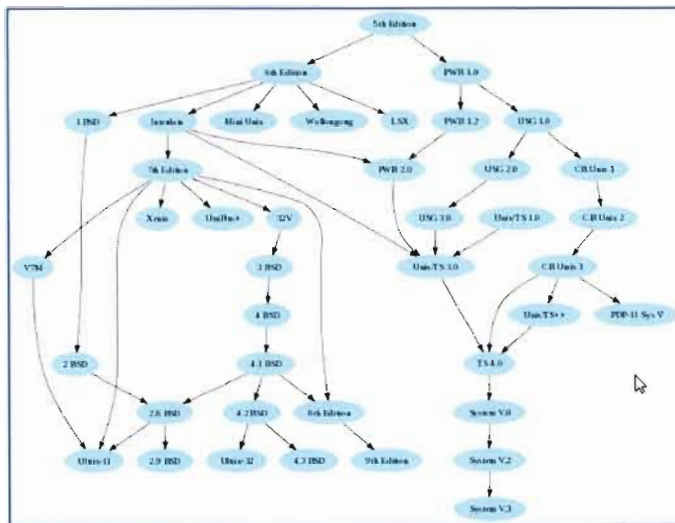 5th Edition
6th Edition
PWB 1.0
1 BSD
Interdata
Mini Unix
Wollongong
LSX
PWB 1.2
USG 1.0
7th Edition
PWB 2.0
USG 2.0
CB Unix 1
Xenix
UniPlus+
32V
USG 3.0
Unix/TS 1.0
CB Unix 2
V7M
3 BSD
Unix/TS 3.0
CB Unix 3
4 BSD
Unix/TS++
PDP-11 Sys V
2 BSD
4.1 BSD
TS 4.0
2.8 BSD
4.2 BSD
8th Edition
System V.0
Ultrix-11
2.9 BSD
Ultrix-32
4.3 BSD
9th Edition
System V.2
System V.3